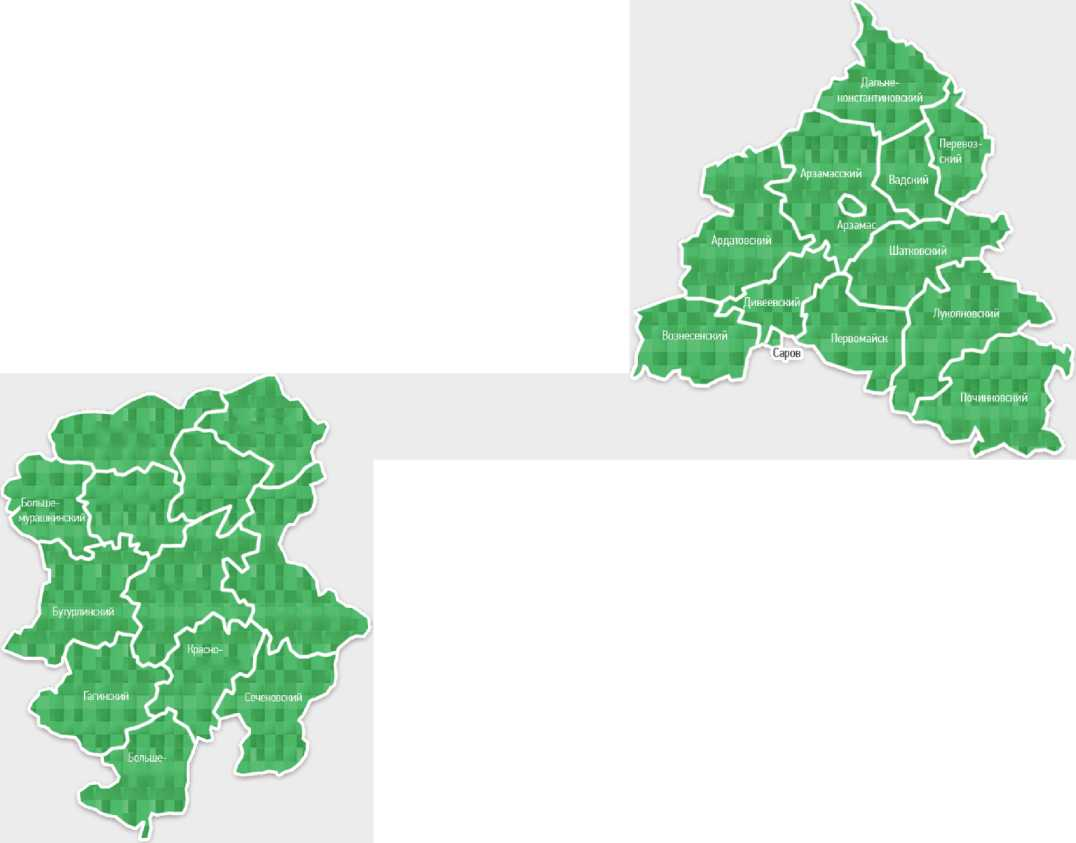 Дальне-
константиновский
Перевоз-
ский
Арзамасский
Вадский
Арзамас
Ардатовский
Шатковский
Дивеевский
Лукояновский
Вознесенский
Первомайск
Саров
Починковский
Больше-
мурашкинский
Бутурлинский
Красно-
Гагинский
Сеченовский
Больше-